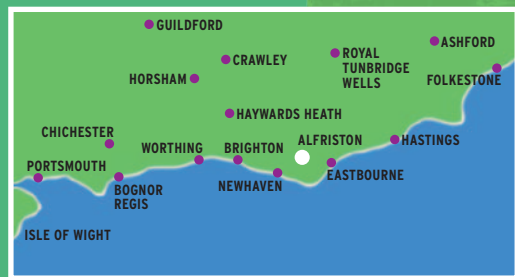 GUILDFORD
ASHFORD
CRAWLEY
ROYAL
TUNBRIDGE
WELLS
HORSHAM
FOLKESTONE
HAYWARDS HEATH
CHICHESTER
WORTHING
BRIGHTON
ALFRISTON
HASTINGS
PORTSMOUTH
EASTBOURNE
NEWHAVEN
BOGNOR
REGIS
ISLE OF WIGHT